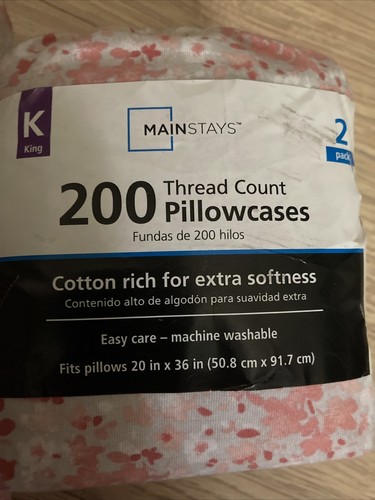 K
King
MAINSTAYS™
2
pack
200 Thread Count
Pillowcases
Fundas de 200 hilos
Cotton rich for extra softness
Contenido alto de algodón para suavidad extra
Easy care – machine washable
Fits pillows 20 in x 36 in (50.8 cm x 91.7 cm)